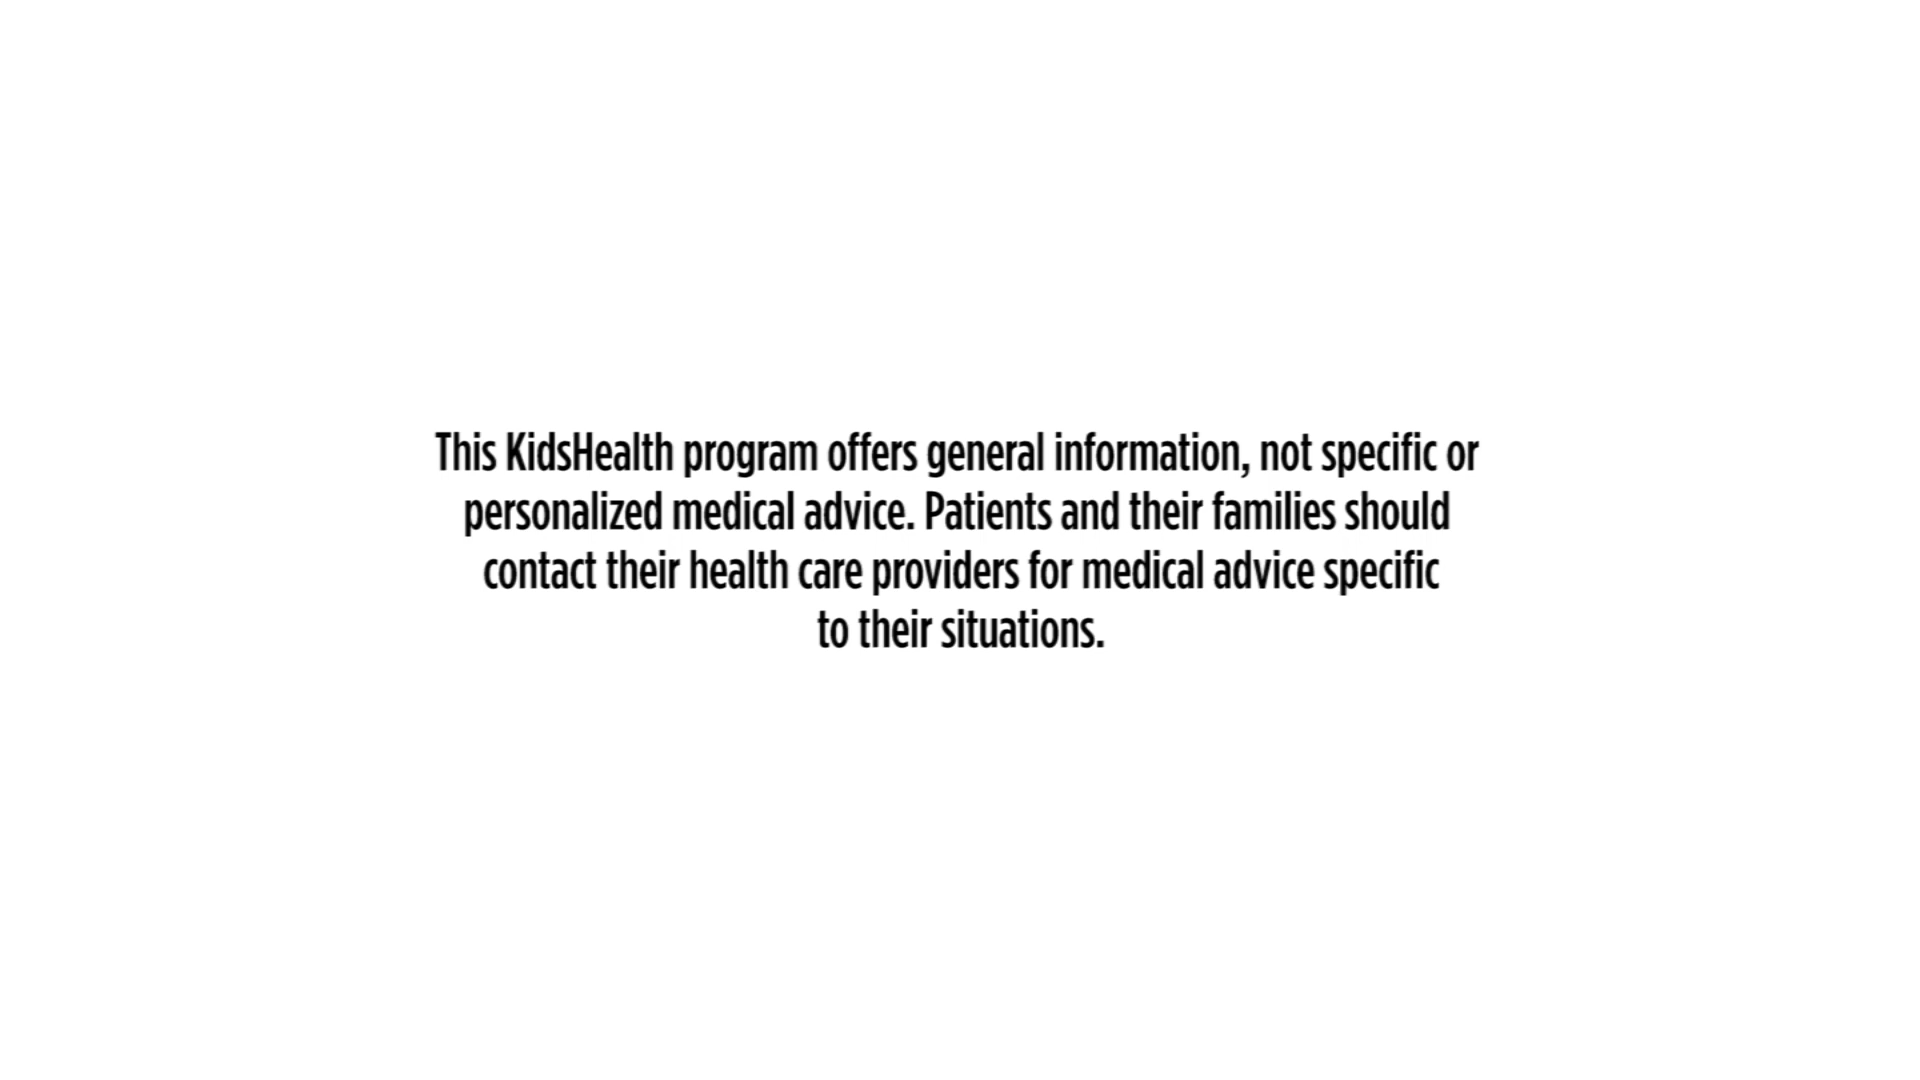 This KidsHealth program offers general information, not specific or
personalized medical advice. Patients and their families should
contact their health care providers for medical advice specific
to their situations.